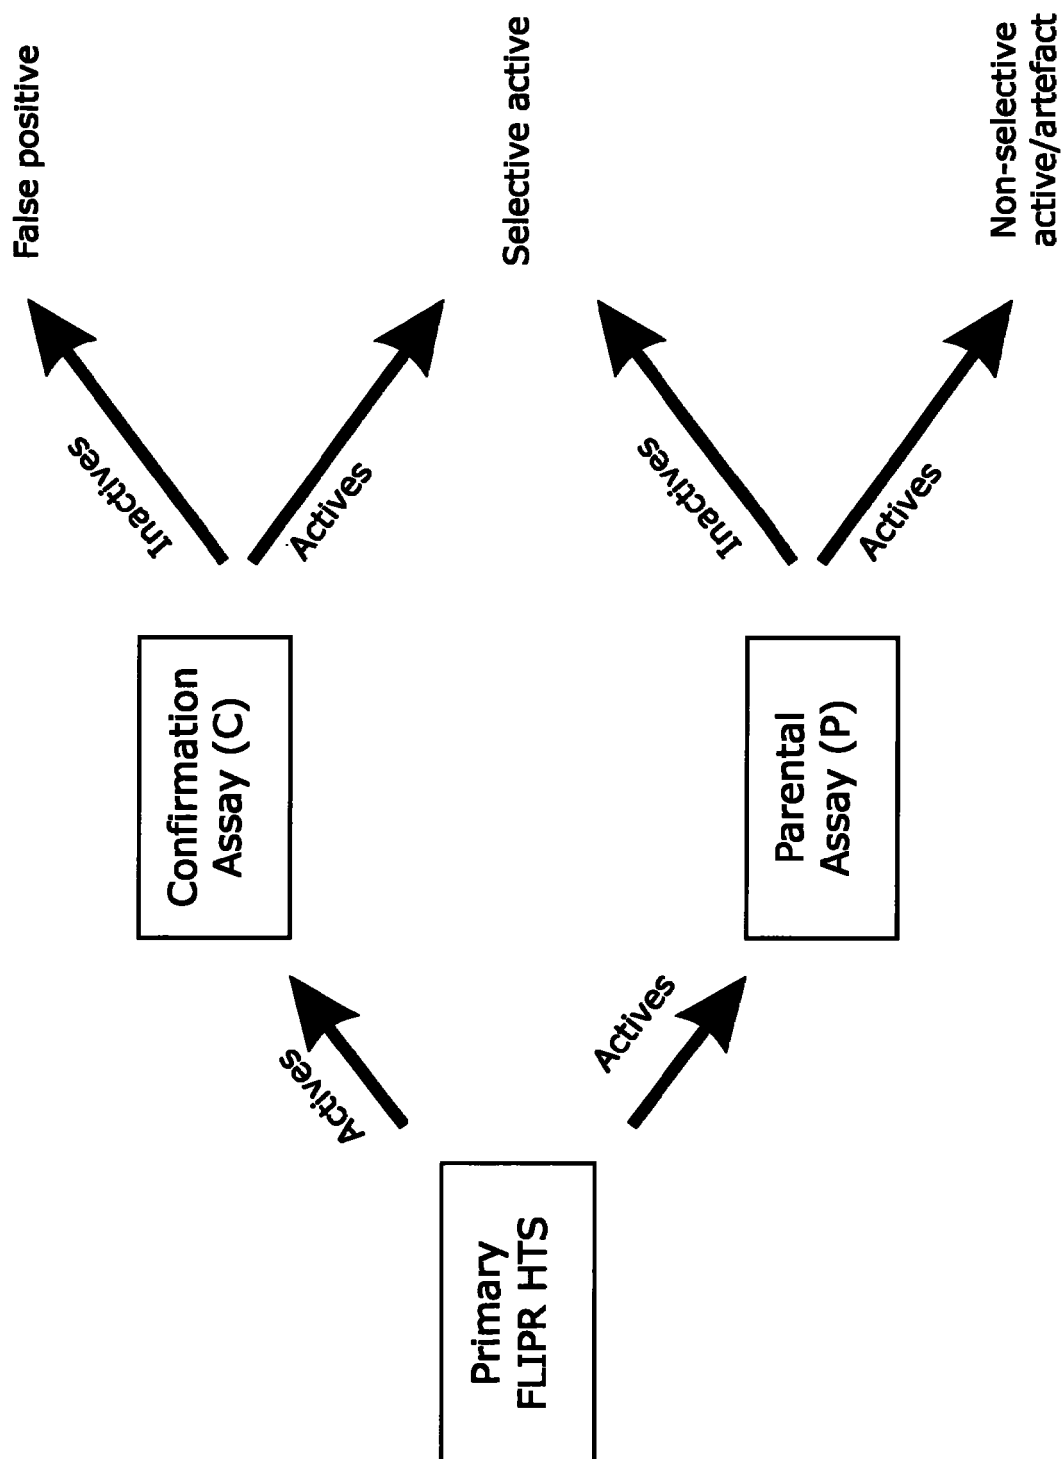 Primary
FLIPR HTS
Actives
Actives
Confirmation
Assay (C)
Parental
Assay (P)
Inactives
Actives
Inactives
Actives
False positive
Selective active
Non-selective
active/artefact